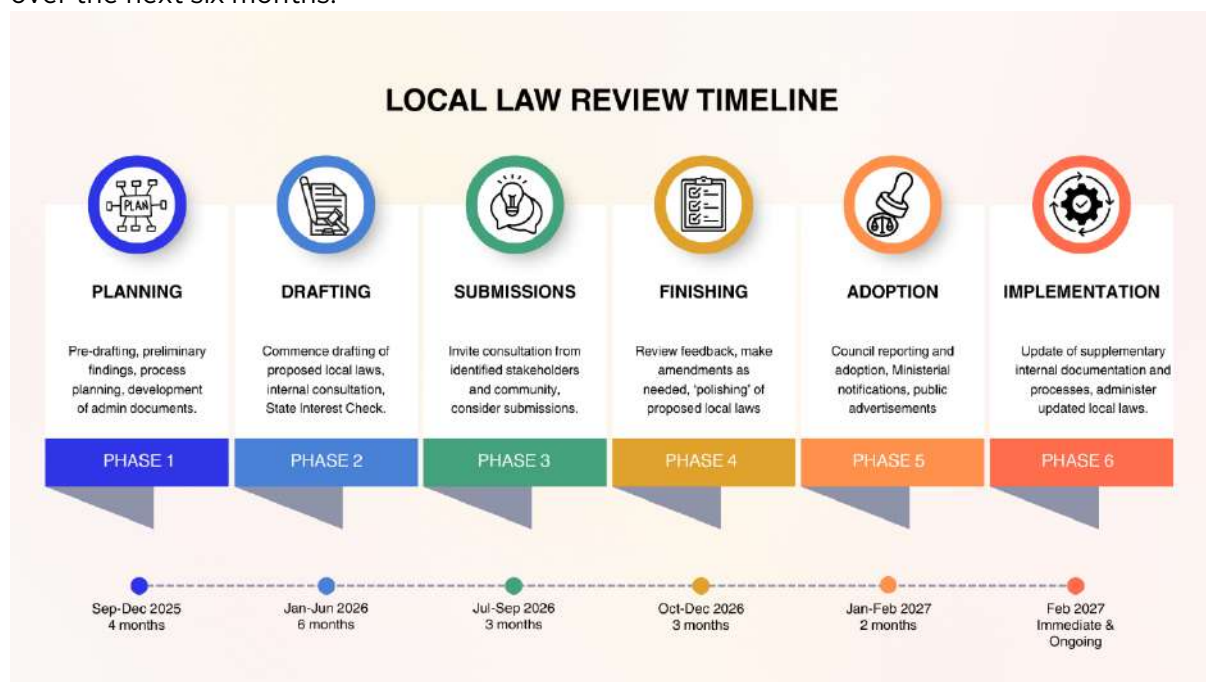 over the next six months.
LOCAL LAW REVIEW TIMELINE
PLAN
PLANNING
Pre-drafting, preliminary
findings, process
planning, development
of admin documents.
PHASE 1
Sep-Dec 2025
4 months
DRAFTING
Commence drafting of
proposed local laws,
internal consultation,
State Interest Check.
PHASE 2
Jan-Jun 2026
6 months
SUBMISSIONS
Invite consultation from
identified stakeholders
and community,
consider submissions.
PHASE 3
Jul-Sep 2026
3 months
FINISHING
Review feedback, make
amendments as
needed, 'polishing' of
proposed local laws
PHASE 4
Oct-Dec 2026
3 months
ADOPTION
Council reporting and
adoption, Ministerial
notifications, public
advertisements
PHASE 5
Jan-Feb 2027
2 months
IMPLEMENTATION
Update of supplementary
internal documentation and
processes, administer
updated local laws.
PHASE 6
Feb 2027
Immediate &
Ongoing